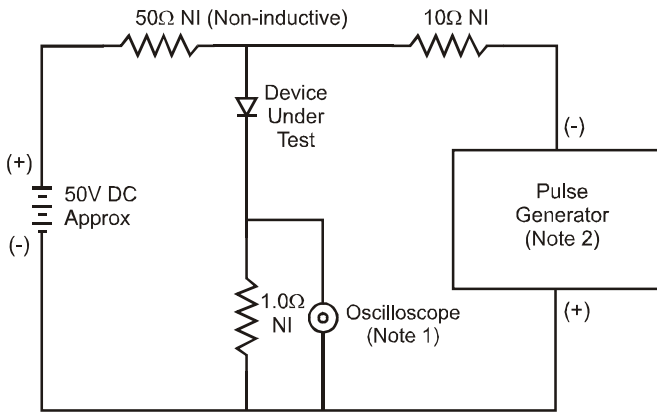 50Ω NI (Non-inductive)
10Ω NI
Device
Under
Test
(+)
50V DC
Approx
(-)
(-)
Pulse
Generator
(Note 2)
(+)
1.0Ω
NI
Oscilloscope
(Note 1)